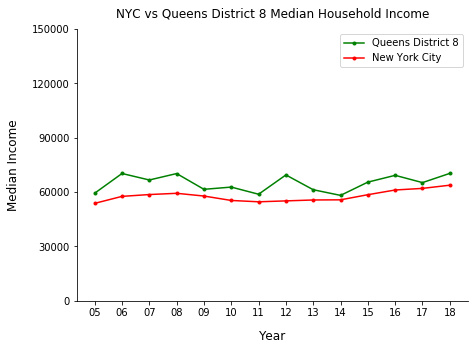 NYC vs Queens District 8 Median Household Income
150000
120000
90000
60000
30000
0
Median Income
Queens District 8
New York City
05 06 07 08 09 10 11 12 13 14 15 16 17 18
Year